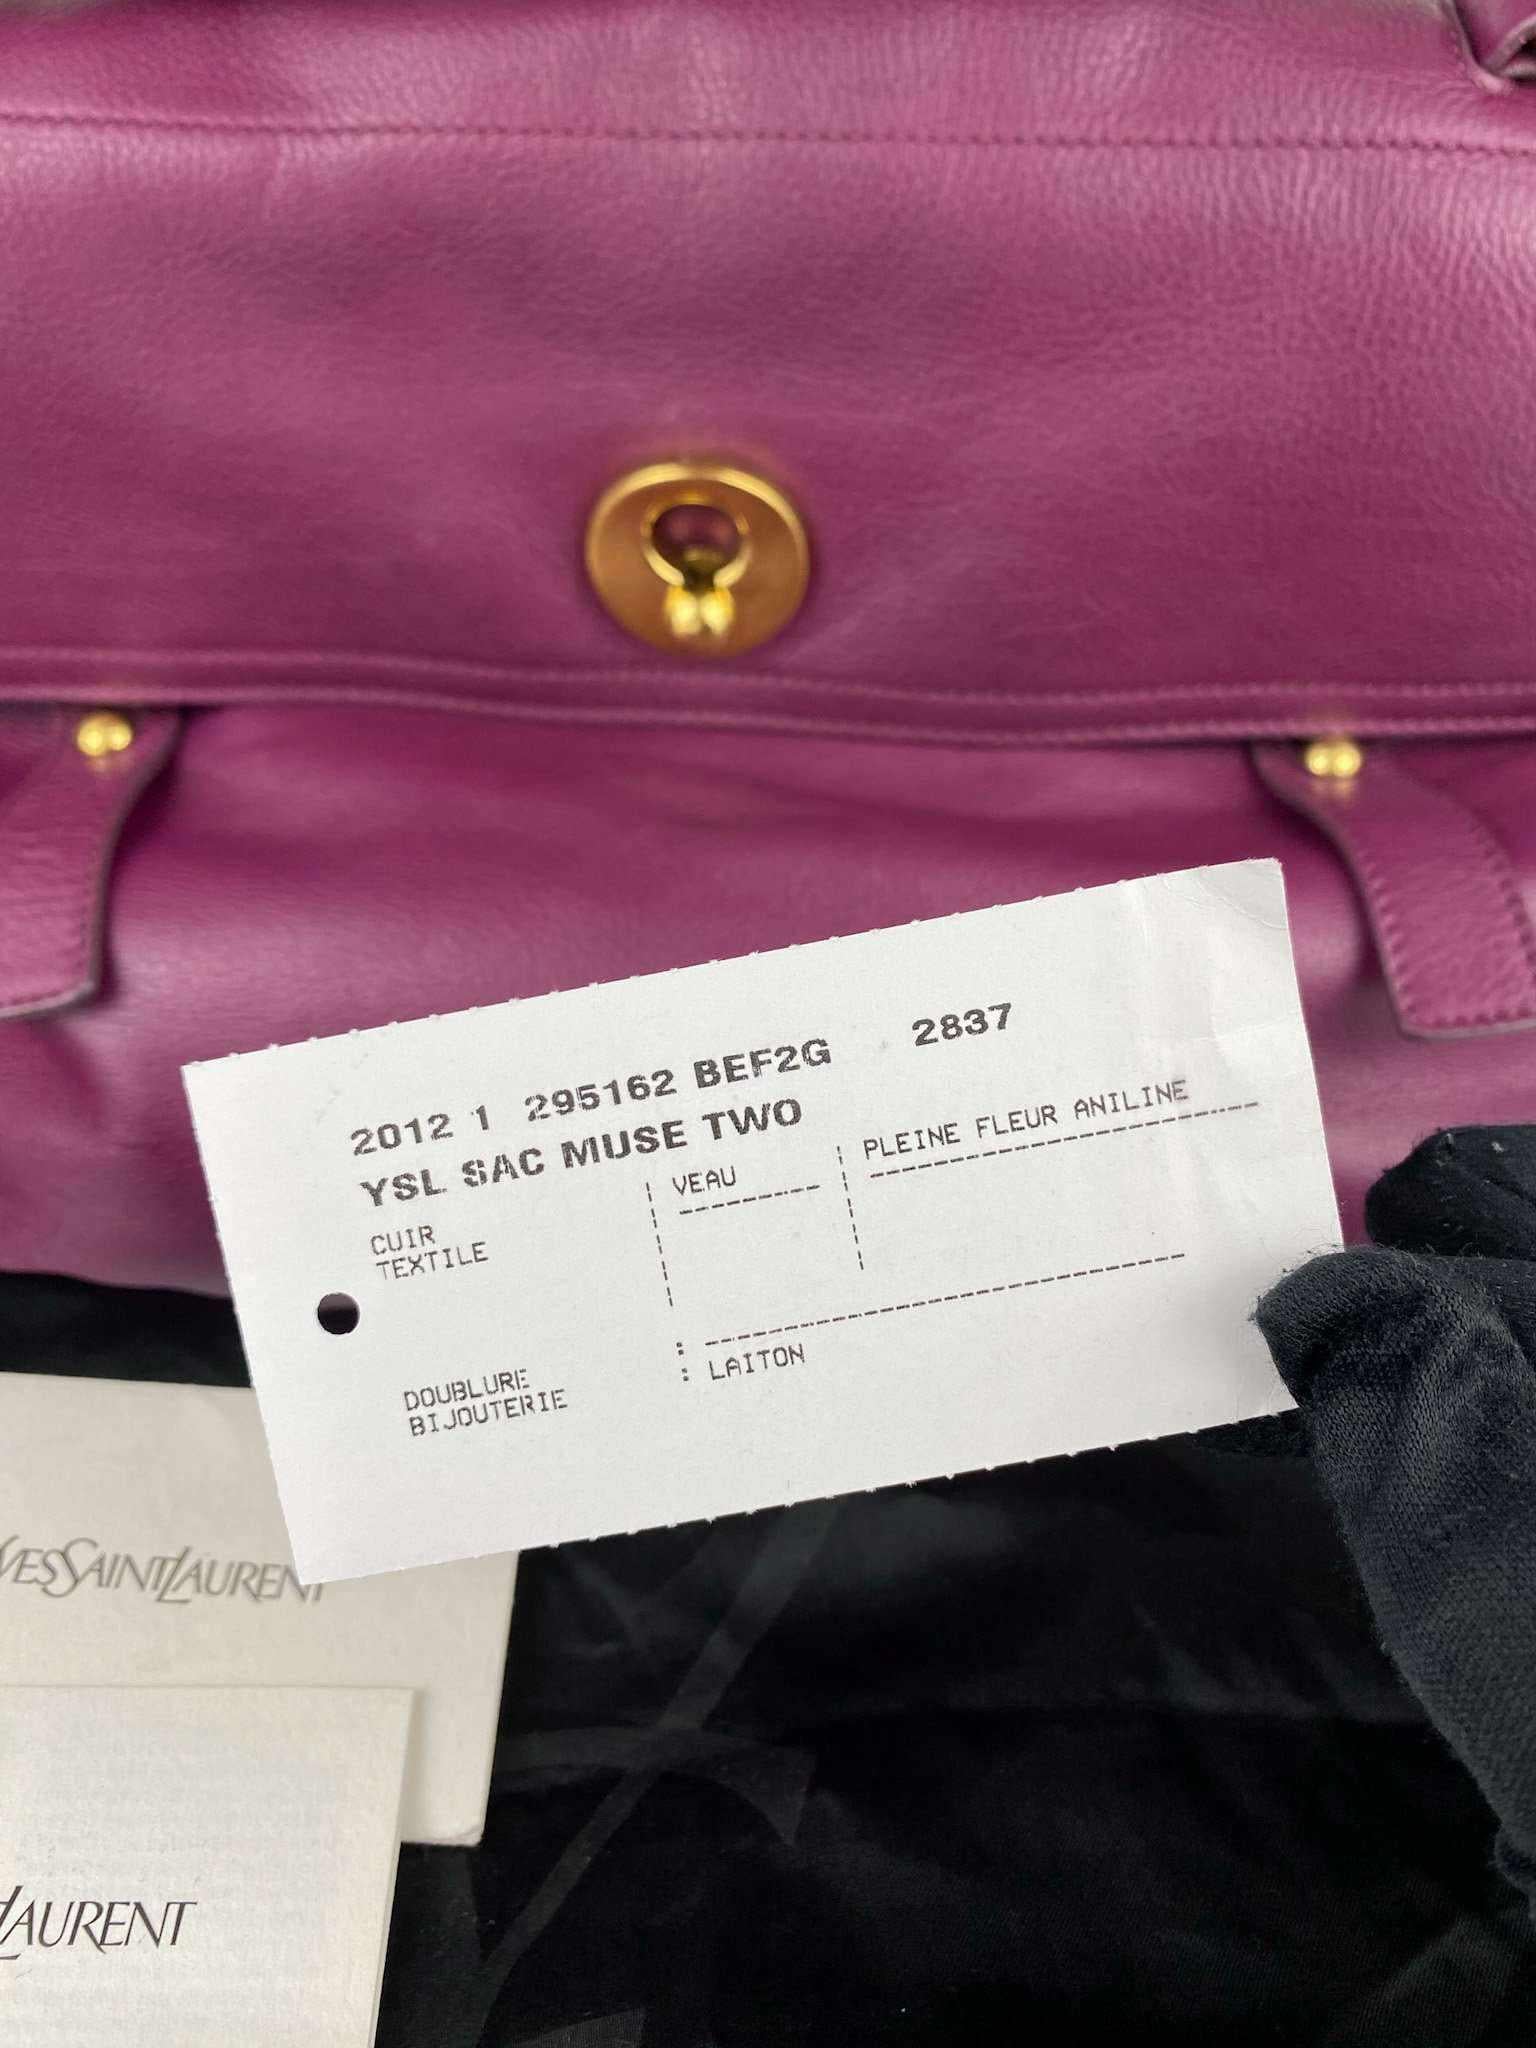 2012 1 295162 BEF2G 2837
YSL SAC MUSE TWO
CUIR VEAU PLEINE FLEUR ANILINE
TEXTILE
DOUBLURE :
BIJOUTERIE : LAITON
YVESSAINTLAURENT
LAURENT